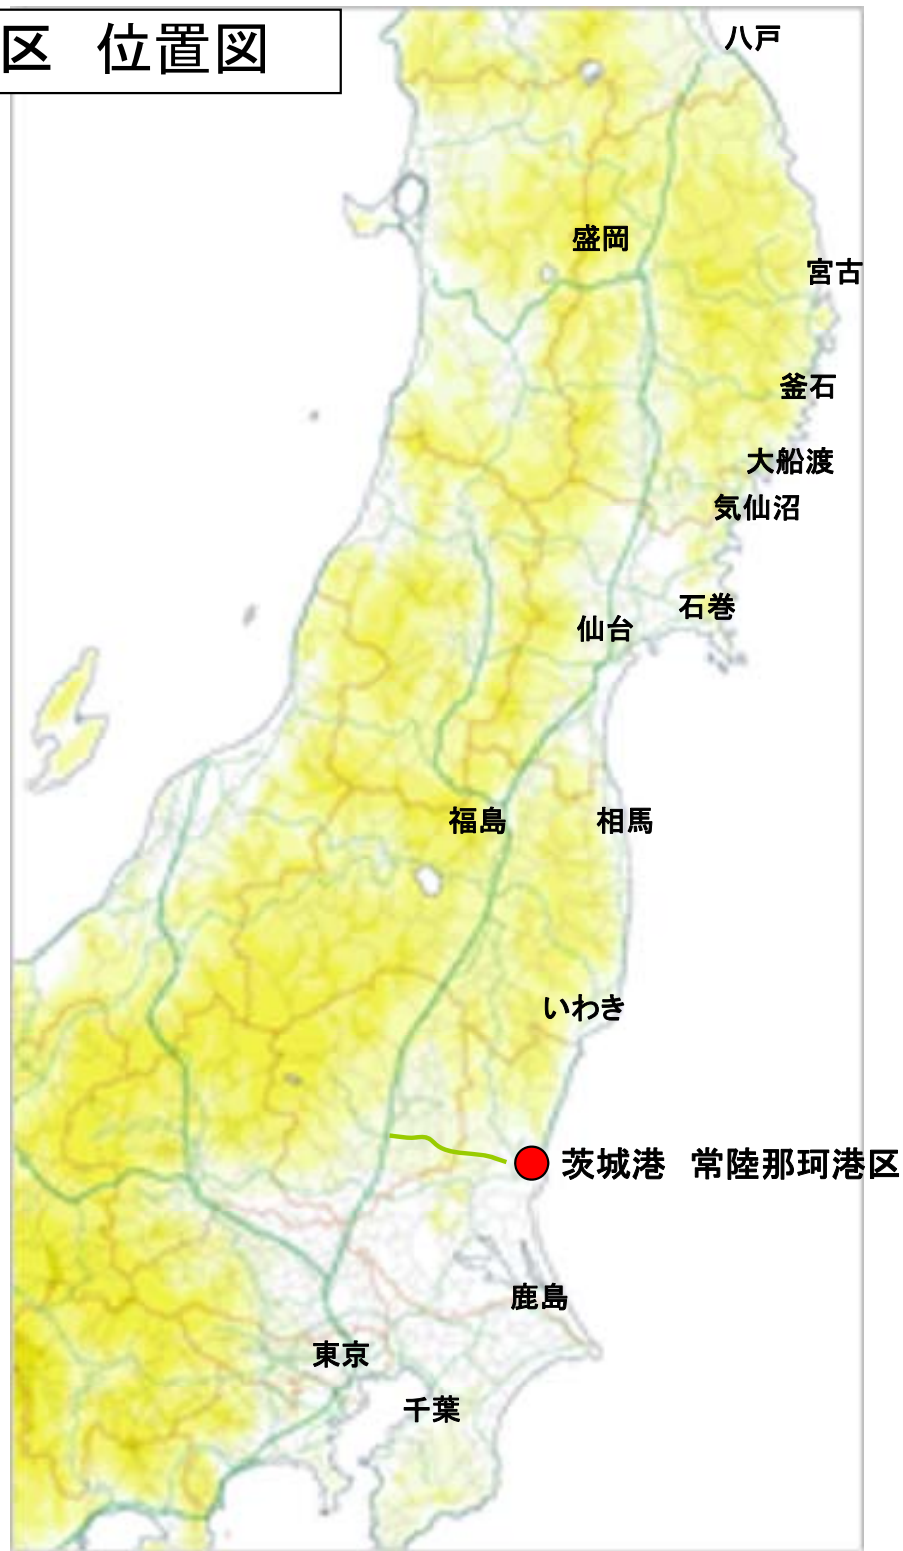 区　位置図
八戸
盛岡
宮古
釜石
大船渡
気仙沼
石巻
仙台
福島
相馬
いわき
茨城港　常陸那珂港区
鹿島
東京
千葉